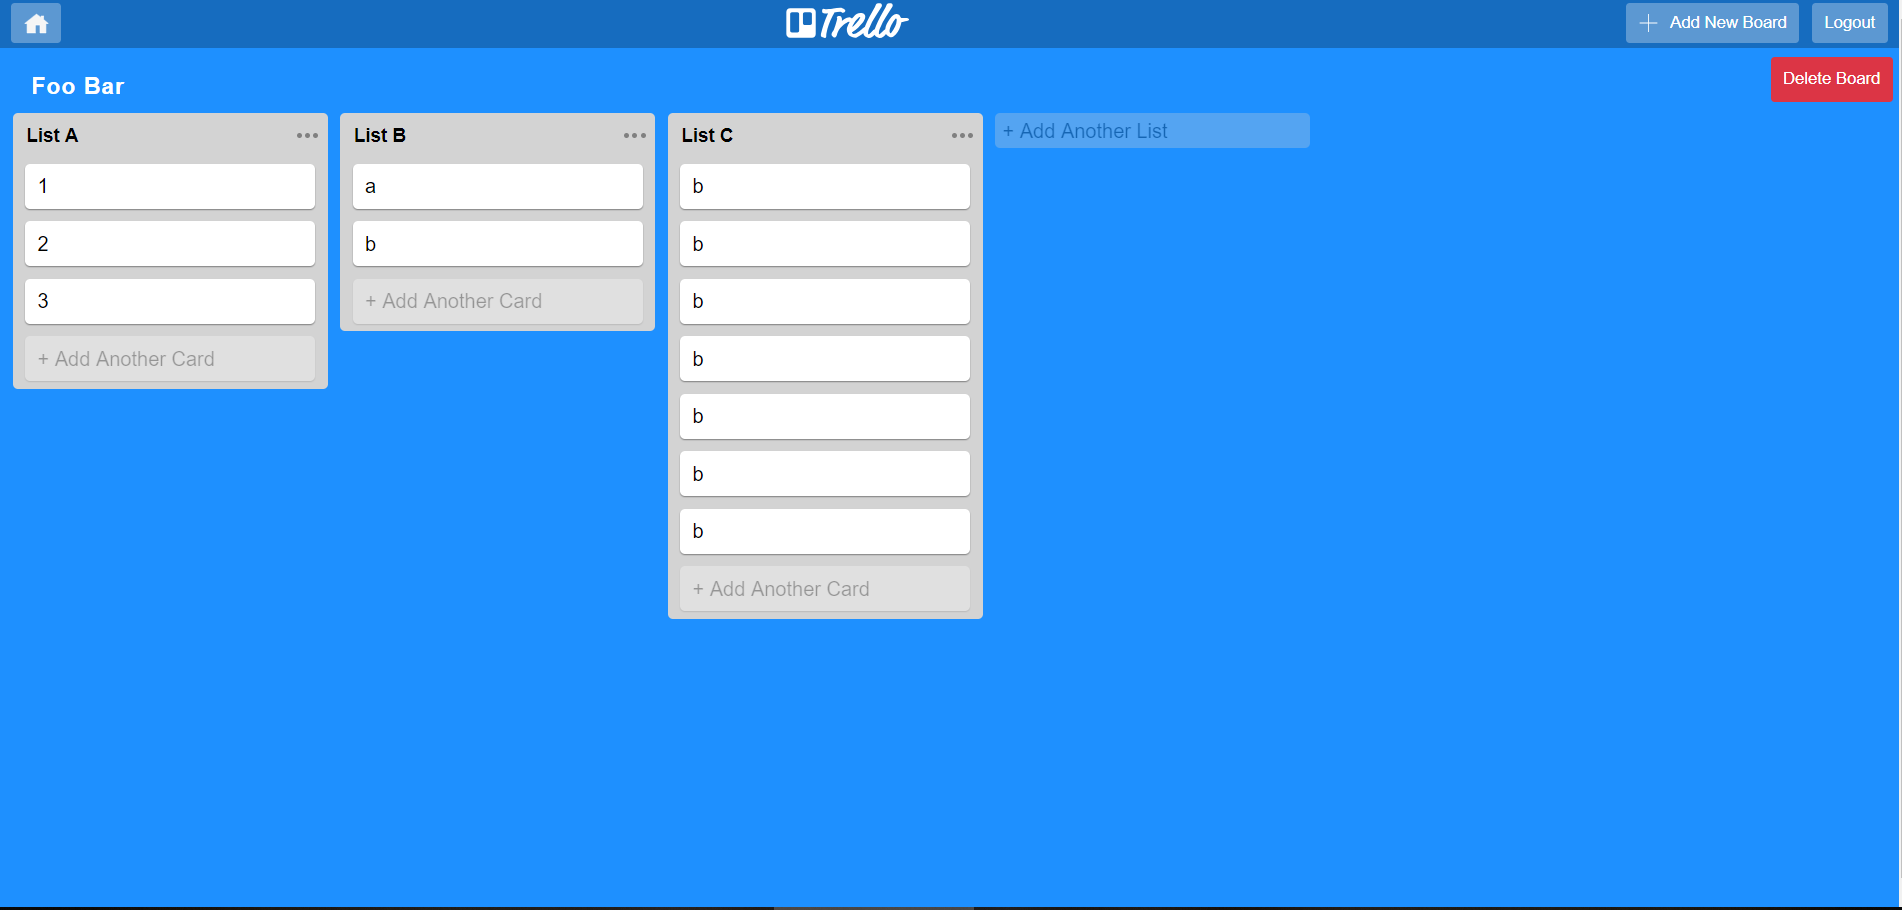 Trello
+ Add New Board
Logout
Foo Bar
Delete Board
List A
1
2
3
+ Add Another Card
List B
a
b
+ Add Another Card
List C
b
b
b
b
b
b
b
+ Add Another Card
+ Add Another List